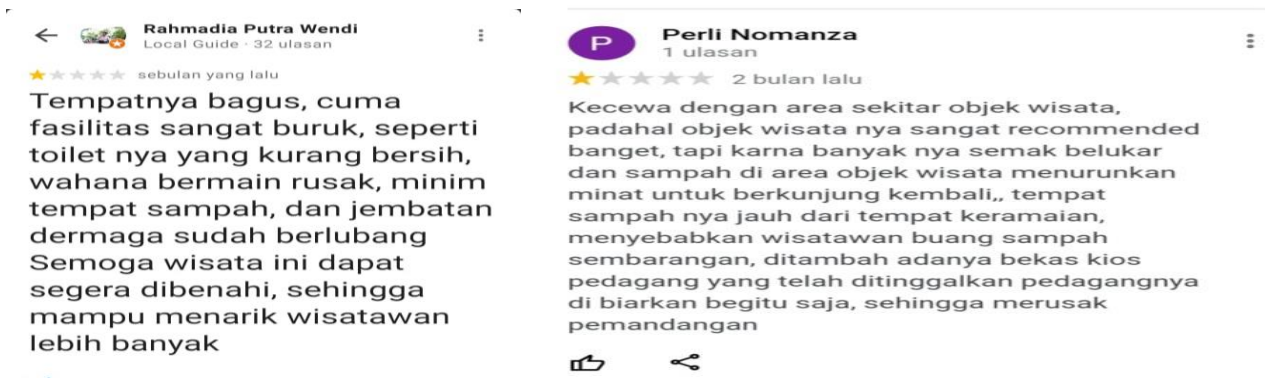 Rahmadia Putra Wendi
Local Guide · 32 ulasan
sebulan yang lalu
Tempatnya bagus, cuma
fasilitas sangat buruk, seperti
toilet nya yang kurang bersih,
wahana bermain rusak, minim
tempat sampah, dan jembatan
dermaga sudah berlubang
Semoga wisata ini dapat
segera dibenahi, sehingga
mampu menarik wisatawan
lebih banyak
P
Perli Nomanza
1 ulasan
2 bulan lalu
Kecewa dengan area sekitar objek wisata,
padahal objek wisata nya sangat recommended
banget, tapi karna banyak nya semak belukar
dan sampah di area objek wisata menurunkan
minat untuk berkunjung kembali,, tempat
sampah nya jauh dari tempat keramaian,
menyebabkan wisatawan buang sampah
sembarangan, ditambah adanya bekas kios
pedagang yang telah ditinggalkan pedagangnya
di biarkan begitu saja, sehingga merusak
pemandangan